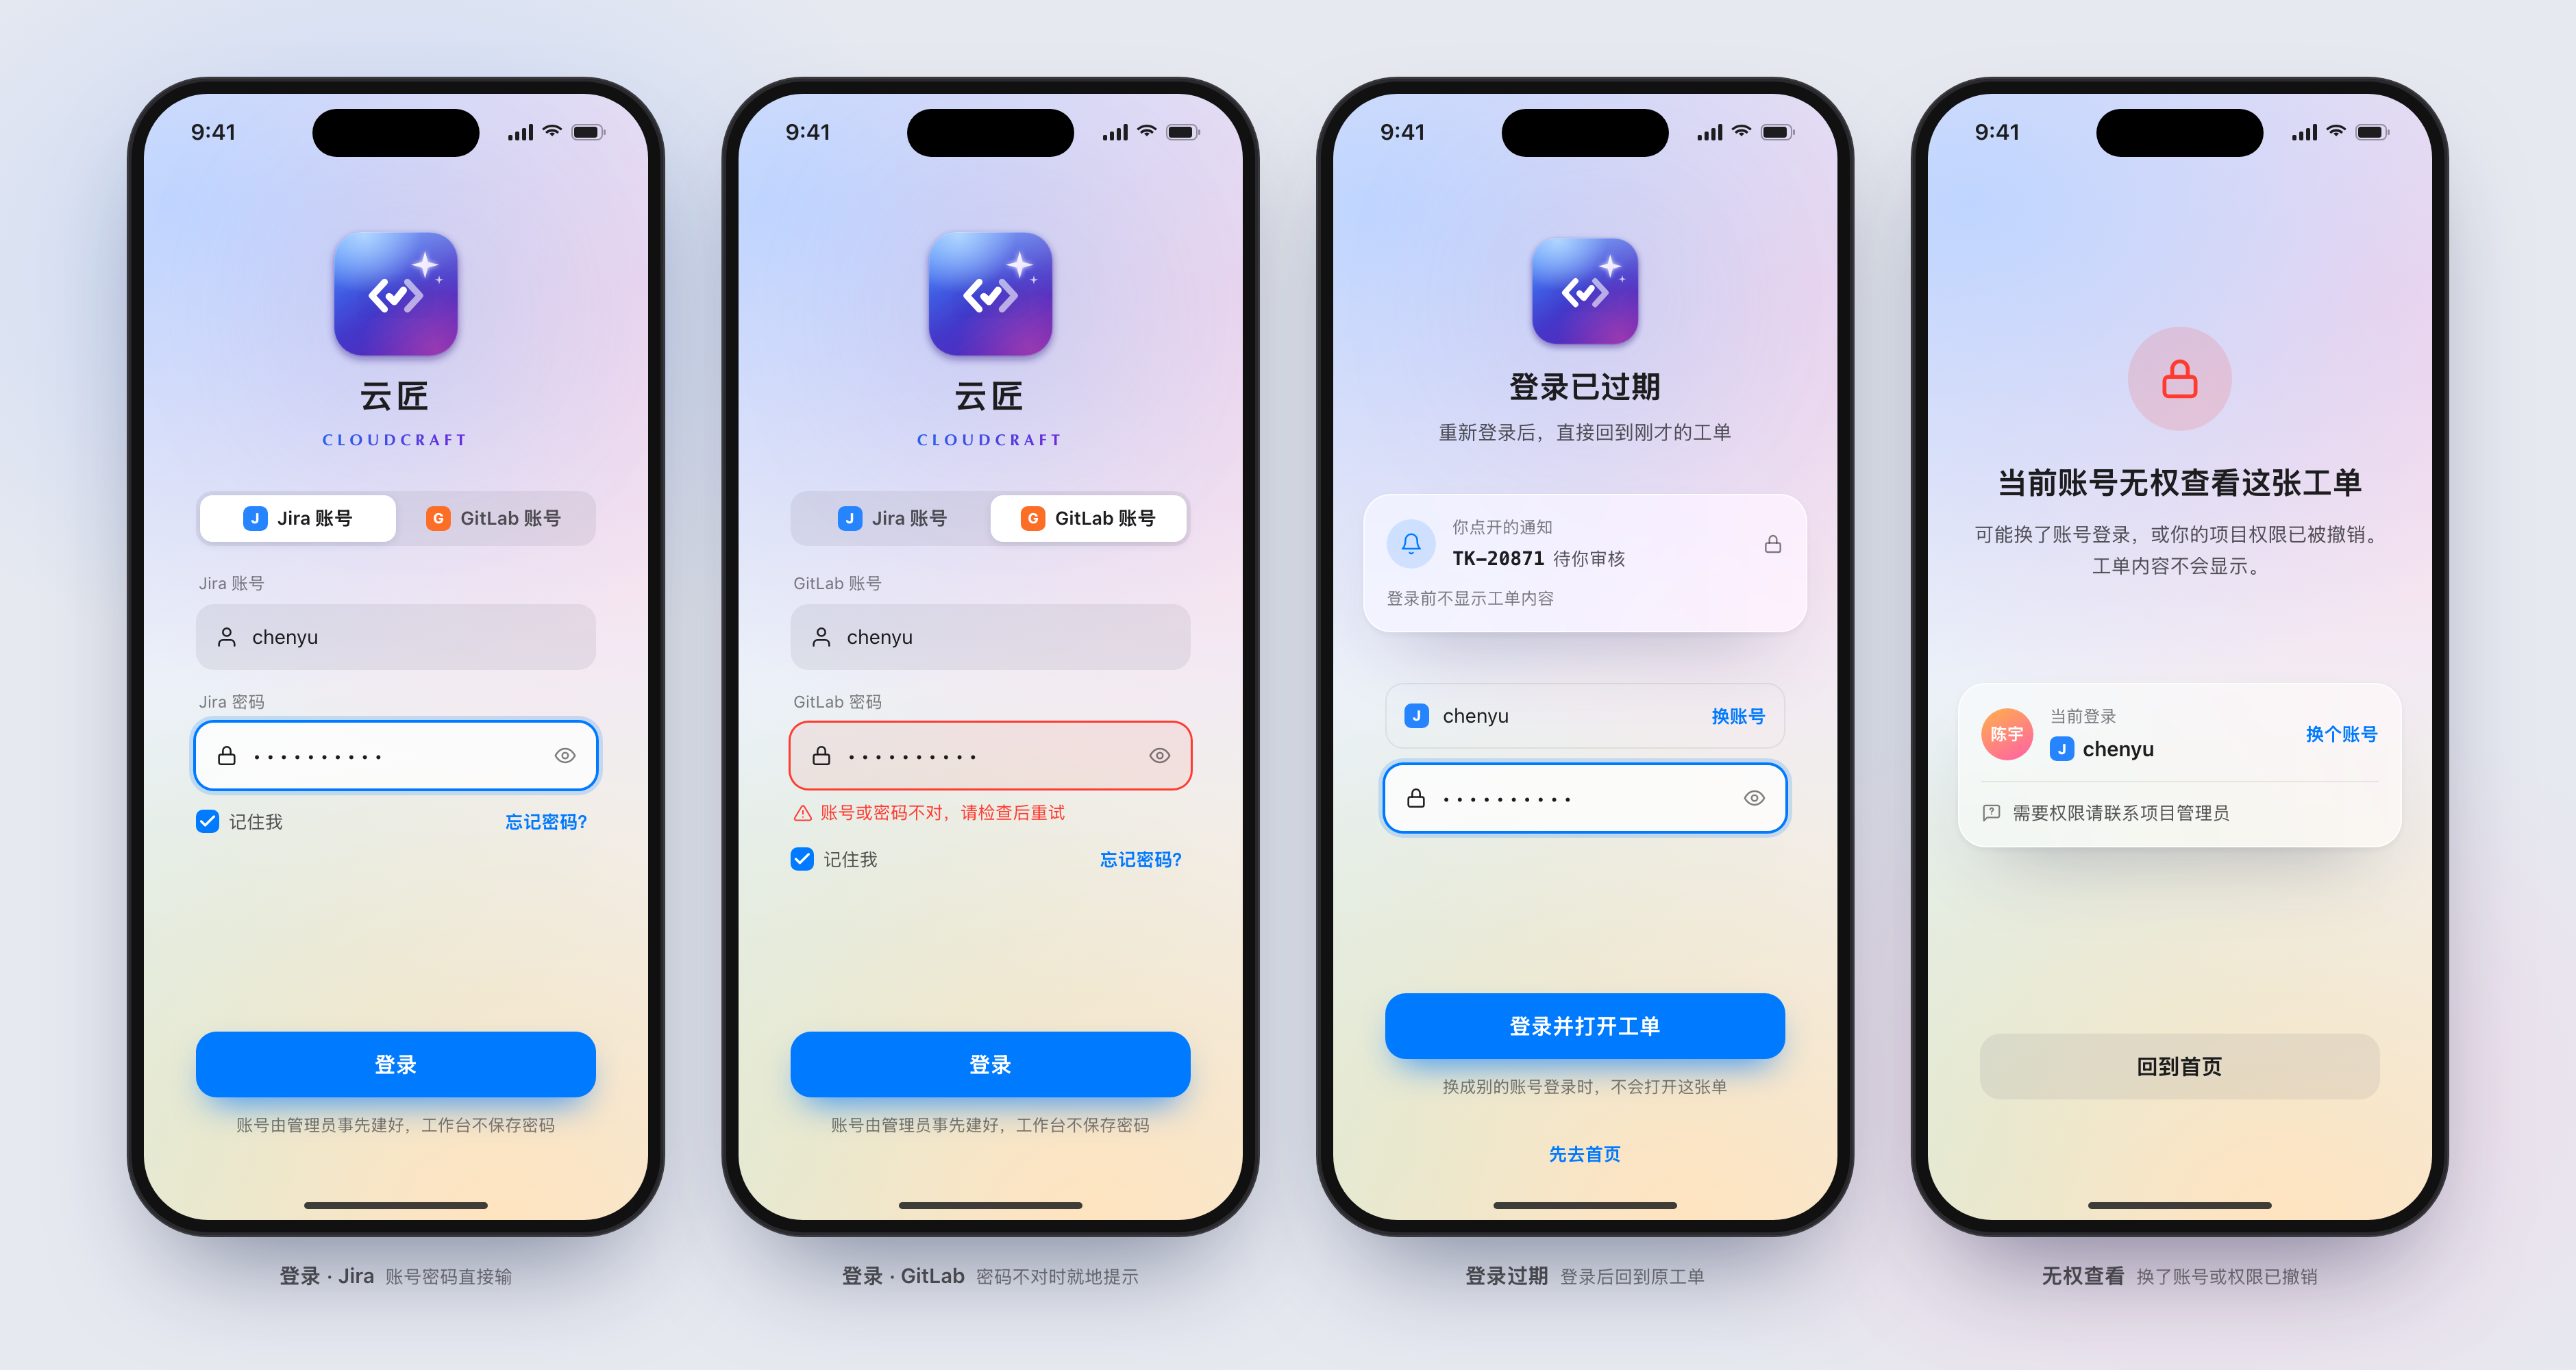 9:41
云匠
CLOUDCRAFT
J Jira 账号
G GitLab 账号
Jira 账号
chenyu
Jira 密码
••••••••••
记住我
忘记密码?
登录
账号由管理员事先建好，工作台不保存密码
登录 · Jira 账号密码直接输
9:41
云匠
CLOUDCRAFT
J Jira 账号
G GitLab 账号
GitLab 账号
chenyu
GitLab 密码
••••••••••
账号或密码不对，请检查后重试
记住我
忘记密码?
登录
账号由管理员事先建好，工作台不保存密码
登录 · GitLab 密码不对时就地提示
9:41
登录已过期
重新登录后，直接回到刚才的工单
你点开的通知
TK-20871 待你审核
登录前不显示工单内容
J chenyu
换账号
••••••••••
登录并打开工单
换成别的账号登录时，不会打开这张单
先去首页
登录过期 登录后回到原工单
9:41
当前账号无权查看这张工单
可能换了账号登录，或你的项目权限已被撤销。
工单内容不会显示。
陈宇
当前登录
J chenyu
换个账号
需要权限请联系项目管理员
回到首页
无权查看 换了账号或权限已撤销